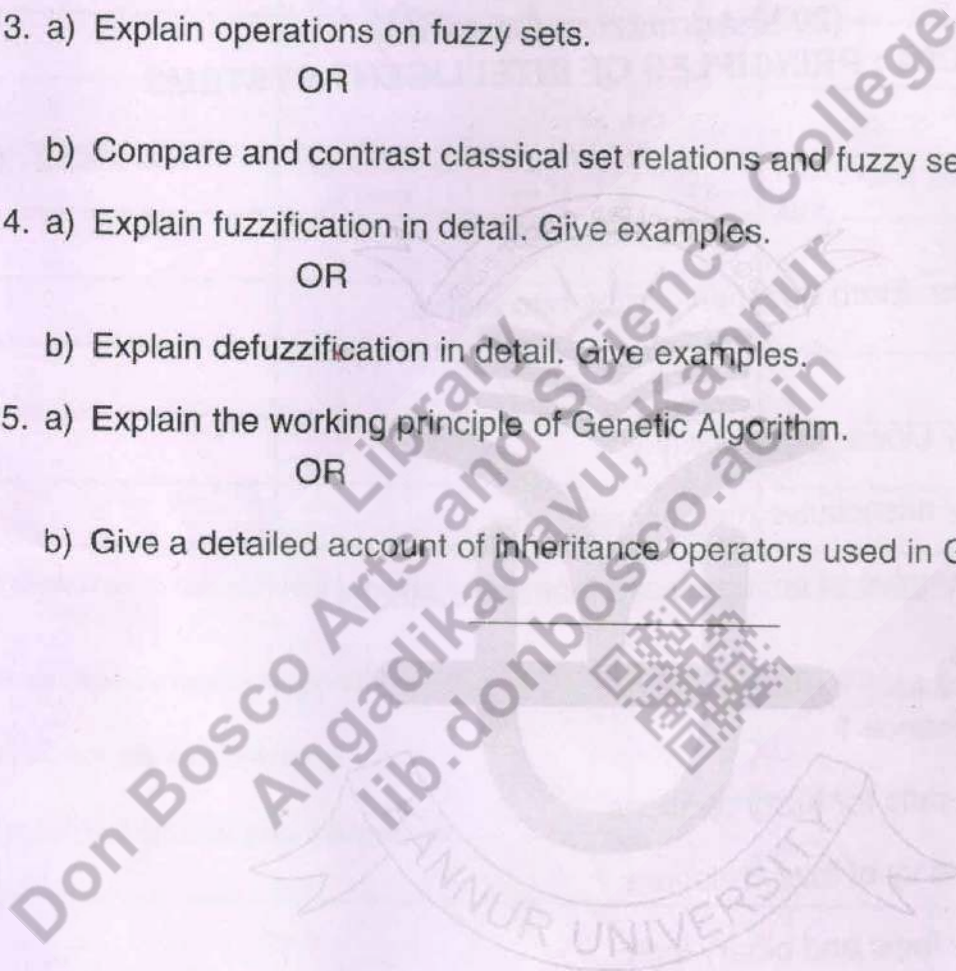 3. a) Explain operations on fuzzy sets.
OR
b) Compare and contrast classical set relations and fuzzy se
4. a) Explain fuzzification in detail. Give examples.
OR
b) Explain defuzzification in detail. Give examples.
5. a) Explain the working principle of Genetic Algorithm.
OR
b) Give a detailed account of inheritance operators used in G
Library
Don Bosco Arts and Science College
Angadikadavu, Kannur
lib.donbosco.ac.in
ANNUR UNIVERSITY